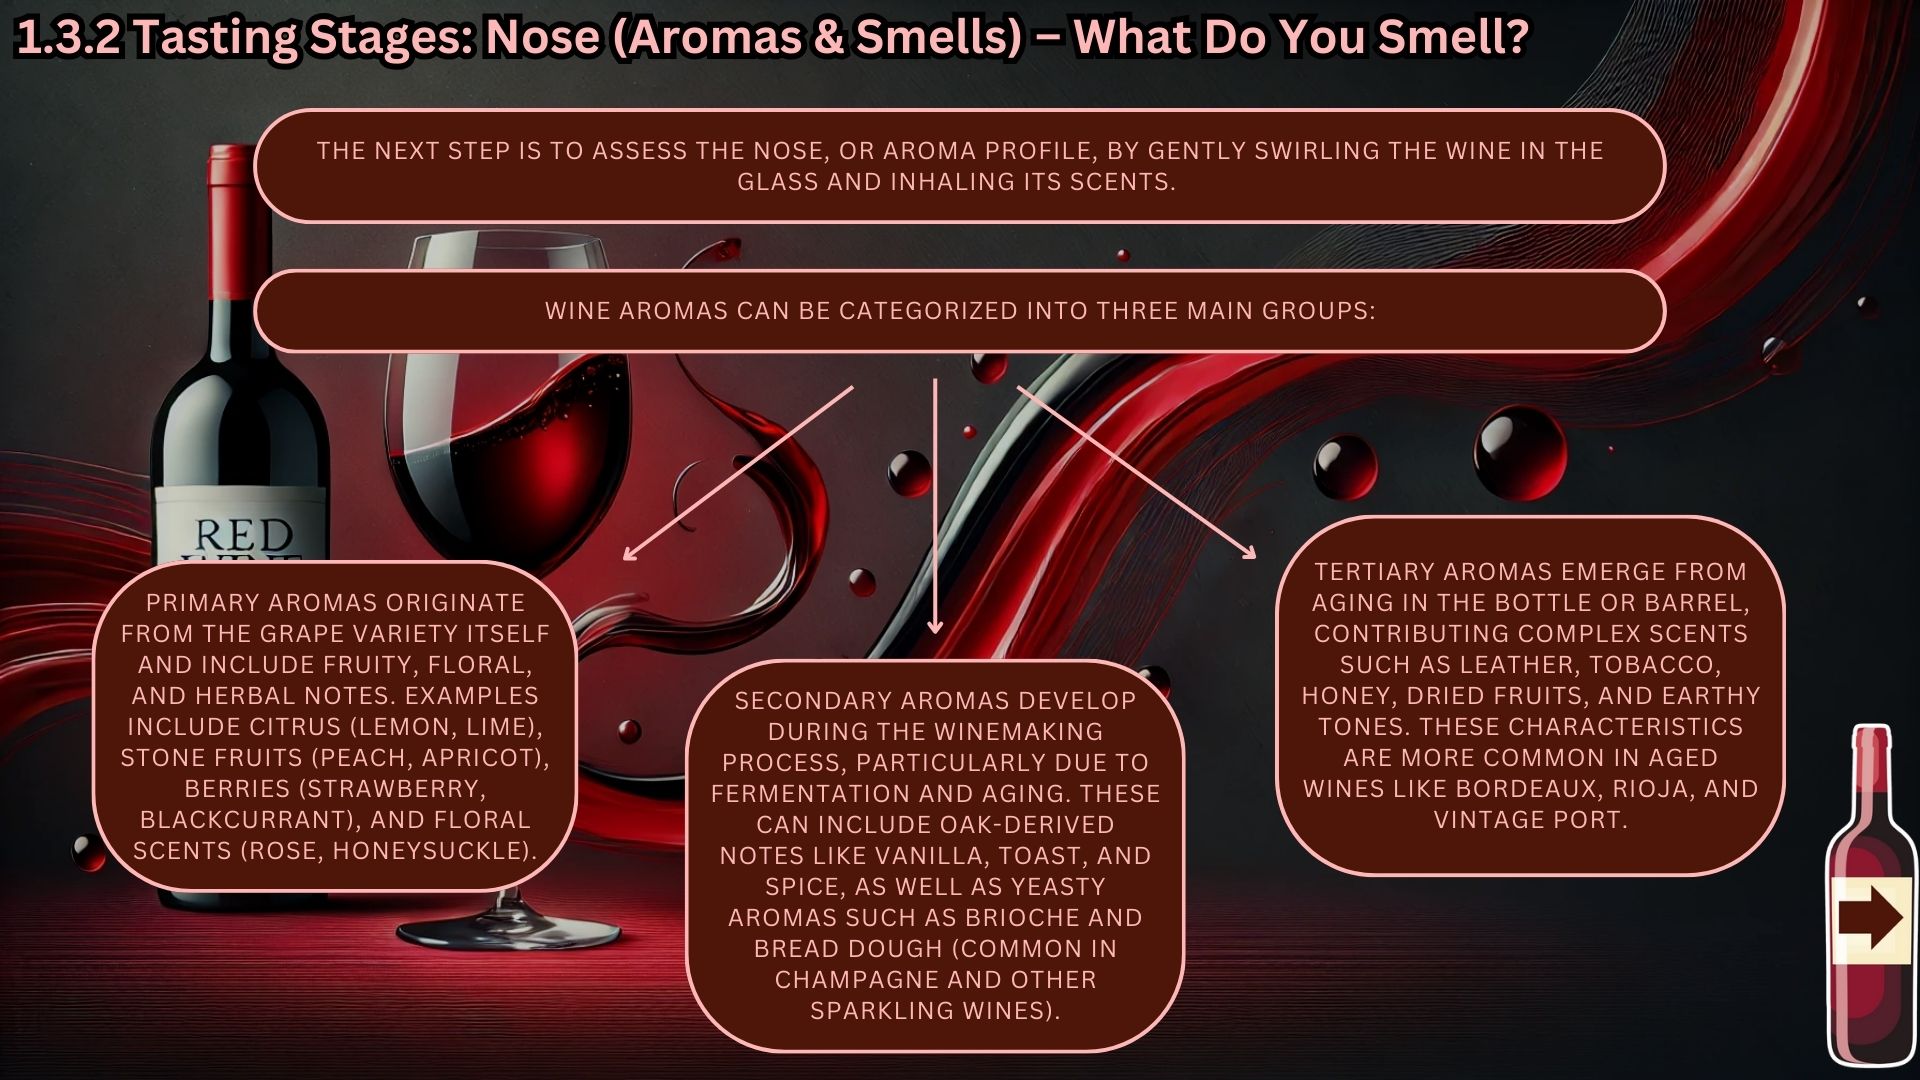 1.3.2 Tasting Stages: Nose (Aromas & Smells) – What Do You Smell?
THE NEXT STEP IS TO ASSESS THE NOSE, OR AROMA PROFILE, BY GENTLY SWIRLING THE WINE IN THE
GLASS AND INHALING ITS SCENTS.
WINE AROMAS CAN BE CATEGORIZED INTO THREE MAIN GROUPS:
RED
WINE
PRIMARY AROMAS ORIGINATE
FROM THE GRAPE VARIETY ITSELF
AND INCLUDE FRUITY, FLORAL,
AND HERBAL NOTES. EXAMPLES
INCLUDE CITRUS (LEMON, LIME),
STONE FRUITS (PEACH, APRICOT),
BERRIES (STRAWBERRY,
BLACKCURRANT), AND FLORAL
SCENTS (ROSE, HONEYSUCKLE).
SECONDARY AROMAS DEVELOP
DURING THE WINEMAKING
PROCESS, PARTICULARLY DUE TO
FERMENTATION AND AGING. THESE
CAN INCLUDE OAK-DERIVED
NOTES LIKE VANILLA, TOAST, AND
SPICE, AS WELL AS YEASTY
AROMAS SUCH AS BRIOCHE AND
BREAD DOUGH (COMMON IN
CHAMPAGNE AND OTHER
SPARKLING WINES).
TERTIARY AROMAS EMERGE FROM
AGING IN THE BOTTLE OR BARREL,
CONTRIBUTING COMPLEX SCENTS
SUCH AS LEATHER, TOBACCO,
HONEY, DRIED FRUITS, AND EARTHY
TONES. THESE CHARACTERISTICS
ARE MORE COMMON IN AGED
WINES LIKE BORDEAUX, RIOJA, AND
VINTAGE PORT.